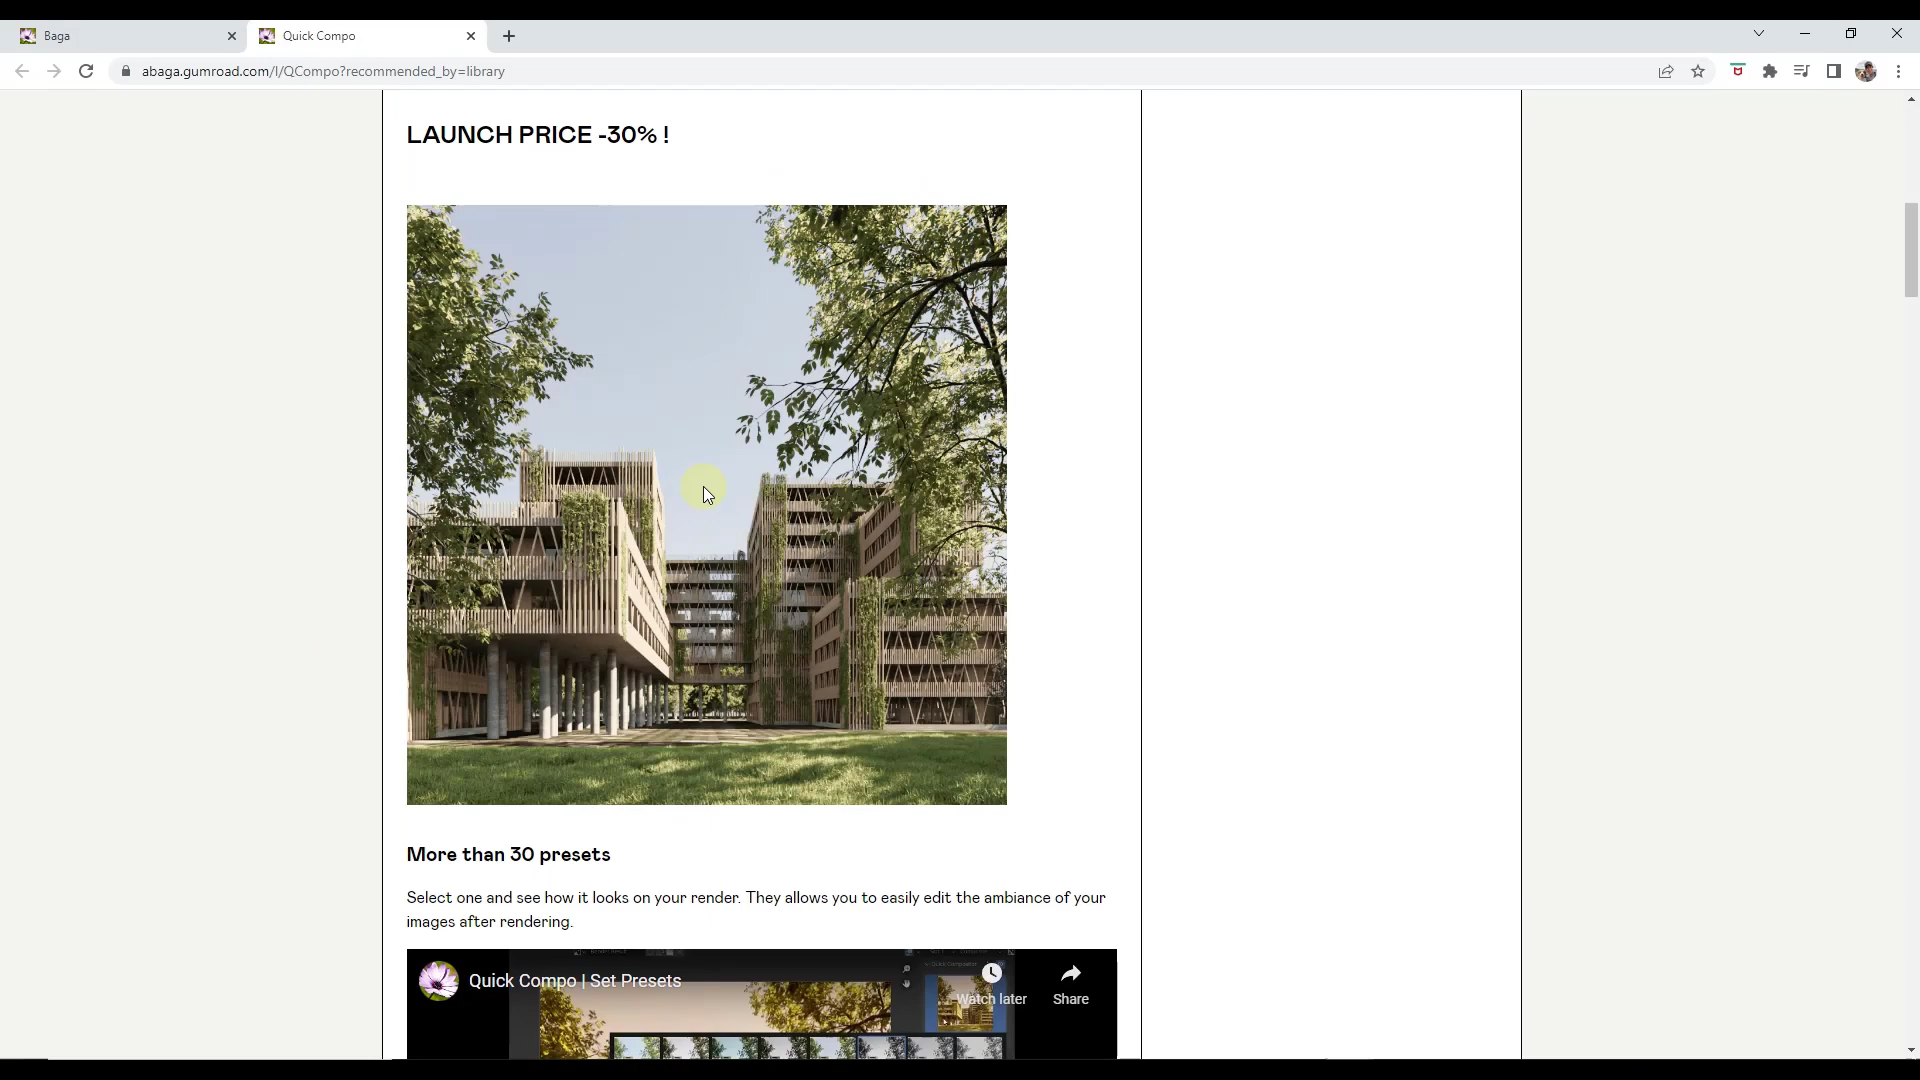 Baga
Quick Compo
abaga.gumroad.com/l/QCompo?recommended_by=library
LAUNCH PRICE -30% !
More than 30 presets
Select one and see how it looks on your render. They allows you to easily edit the ambiance of your
images after rendering.
Quick Compo | Set Presets
Watch later
Share